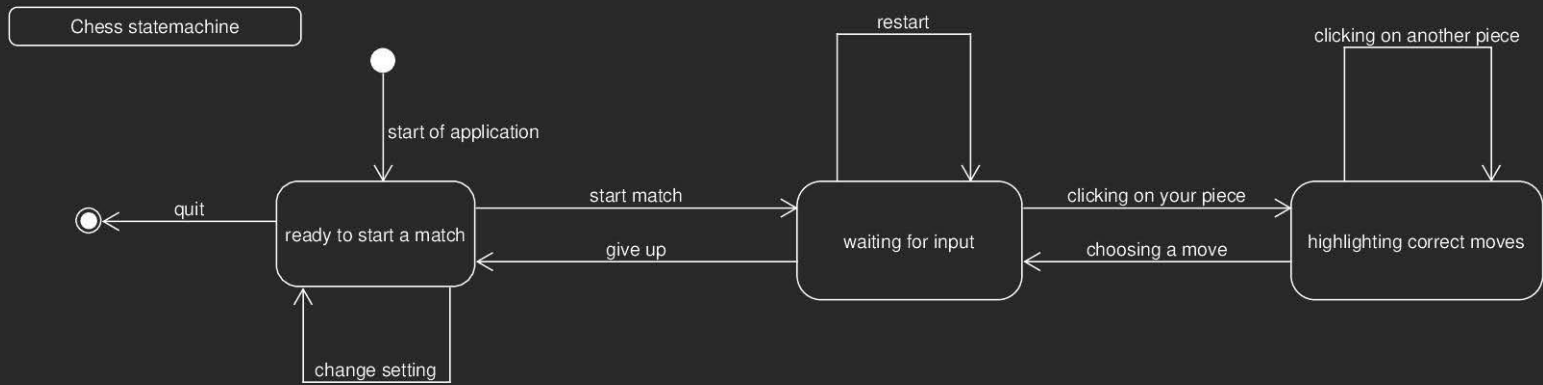 Chess statemachine
restart
clicking on another piece
start of application
quit
ready to start a match
start match
give up
waiting for input
clicking on your piece
choosing a move
highlighting correct moves
change setting